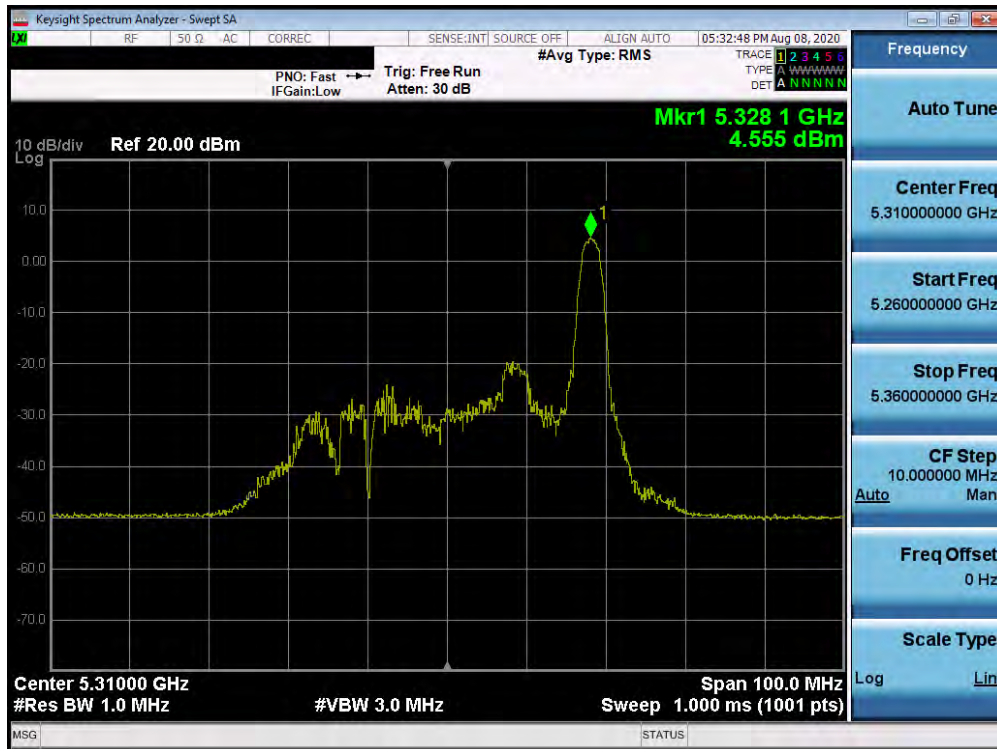 Keysight Spectrum Analyzer - Swept SA
LXI RF 50 Ω AC CORREC SENSE:INT SOURCE OFF ALIGN AUTO 05:32:48 PM Aug 08, 2020
#Avg Type: RMS
TRACE 1 2 3 4 5 6
PNO: Fast Trig: Free Run
TYPE A WWWWWW
IFGain:Low Atten: 30 dB
DET A N N N N N
Mkr1 5.328 1 GHz
4.555 dBm
10 dB/div Ref 20.00 dBm
Log
10.0
1
0.00
-10.0
-20.0
-30.0
-40.0
-50.0
-60.0
-70.0
Center 5.31000 GHz Span 100.0 MHz
#Res BW 1.0 MHz #VBW 3.0 MHz Sweep 1.000 ms (1001 pts)
MSG STATUS
Frequency
Auto Tune
Center Freq
5.310000000 GHz
Start Freq
5.260000000 GHz
Stop Freq
5.360000000 GHz
CF Step
10.000000 MHz
Auto Man
Freq Offset
0 Hz
Scale Type
Log Lin